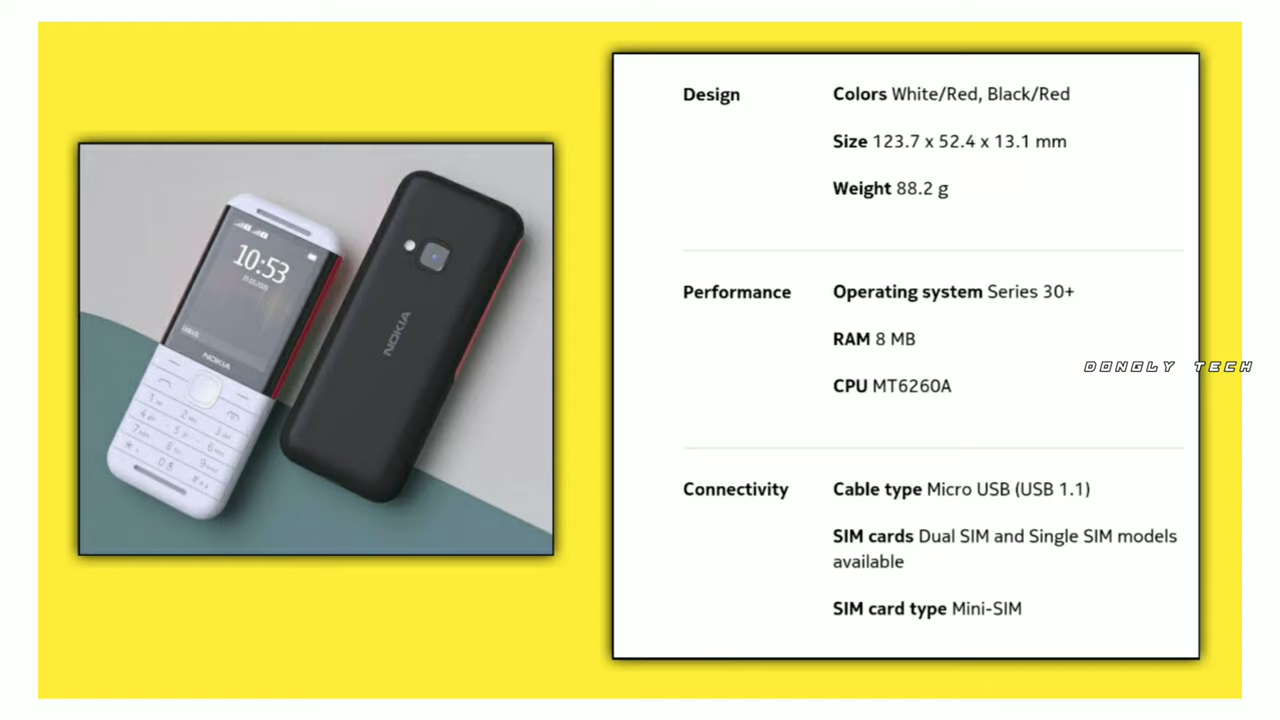 Design
Colors White/Red, Black/Red
Size 123.7 x 52.4 x 13.1 mm
Weight 88.2 g
Performance
Operating system Series 30+
RAM 8 MB
CPU MT6260A
DONGLY TECH
Connectivity
Cable type Micro USB (USB 1.1)
SIM cards Dual SIM and Single SIM models
available
SIM card type Mini-SIM
10:53
NOKIA
NOKIA